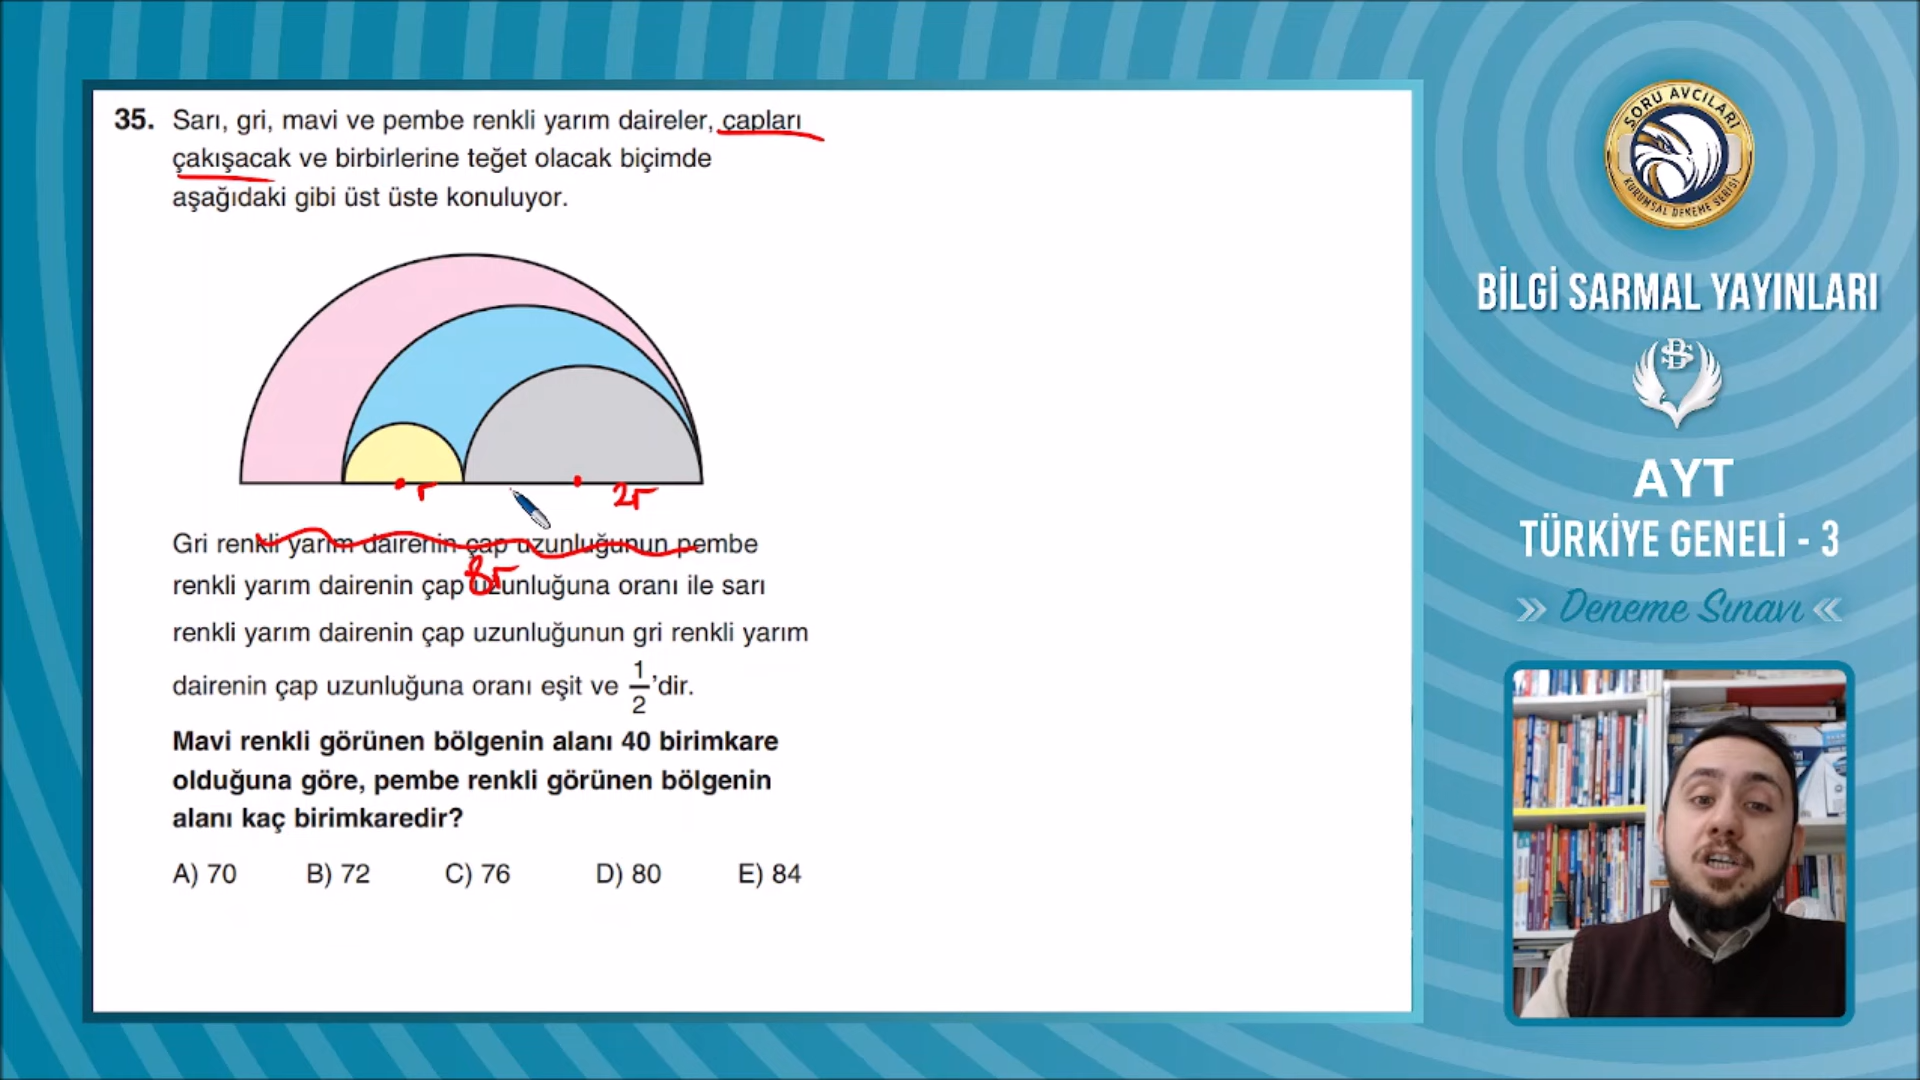 35. Sarı, gri, mavi ve pembe renkli yarım daireler, çapları
çakışacak ve birbirlerine teğet olacak biçimde
aşağıdaki gibi üst üste konuluyor.
r
2r
Gri renkli yarım dairenin çap uzunluğunun pembe
8r
renkli yarım dairenin çap uzunluğuna oranı ile sarı
renkli yarım dairenin çap uzunluğunun gri renkli yarım
dairenin çap uzunluğuna oranı eşit ve 1/2'dir.
Mavi renkli görünen bölgenin alanı 40 birimkare
olduğuna göre, pembe renkli görünen bölgenin
alanı kaç birimkaredir?
A) 70 B) 72 C) 76 D) 80 E) 84
SORU AVCILARI
KURUMSAL DENEME SERİSİ
BİLGİ SARMAL YAYINLARI
BS
AYT
TÜRKİYE GENELİ - 3
Deneme Sınavı